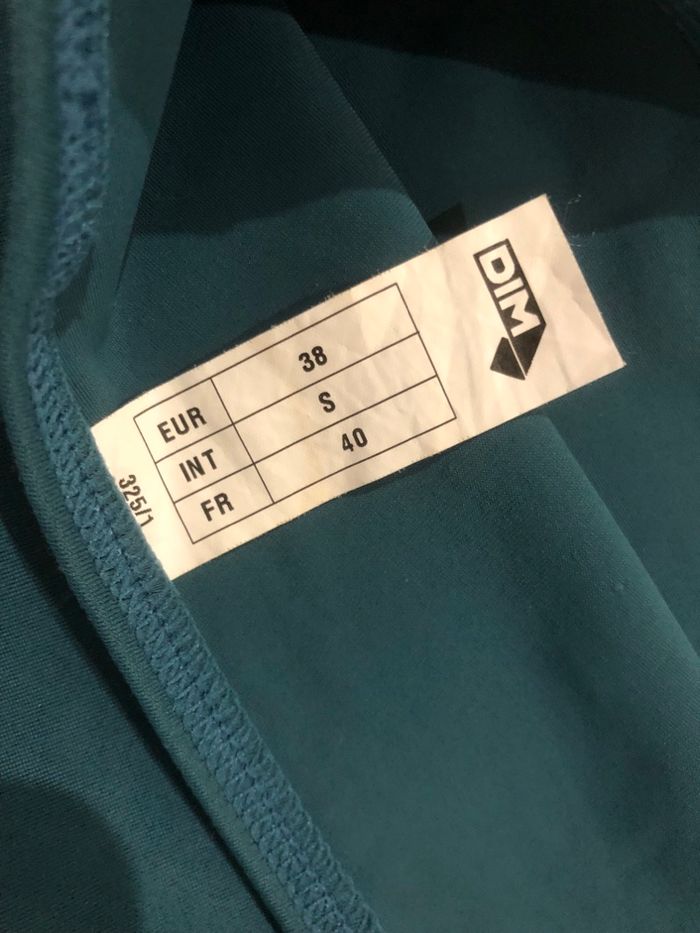 DIM
EUR 38
INT S
FR 40
325/1